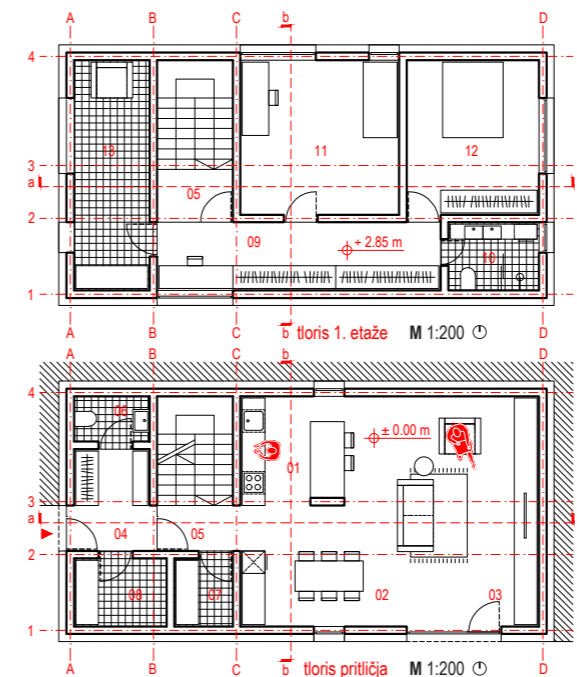 A B C b D
4
13 11 12
3
a
05
2
09 + 2.85 m
10
1
A B C b D
tloris 1. etaže M 1:200
A B C b D
4
06
± 0.00 m
01
3
a
04 05
2
08 07 02 03
1
A B C b D
tloris pritličja M 1:200